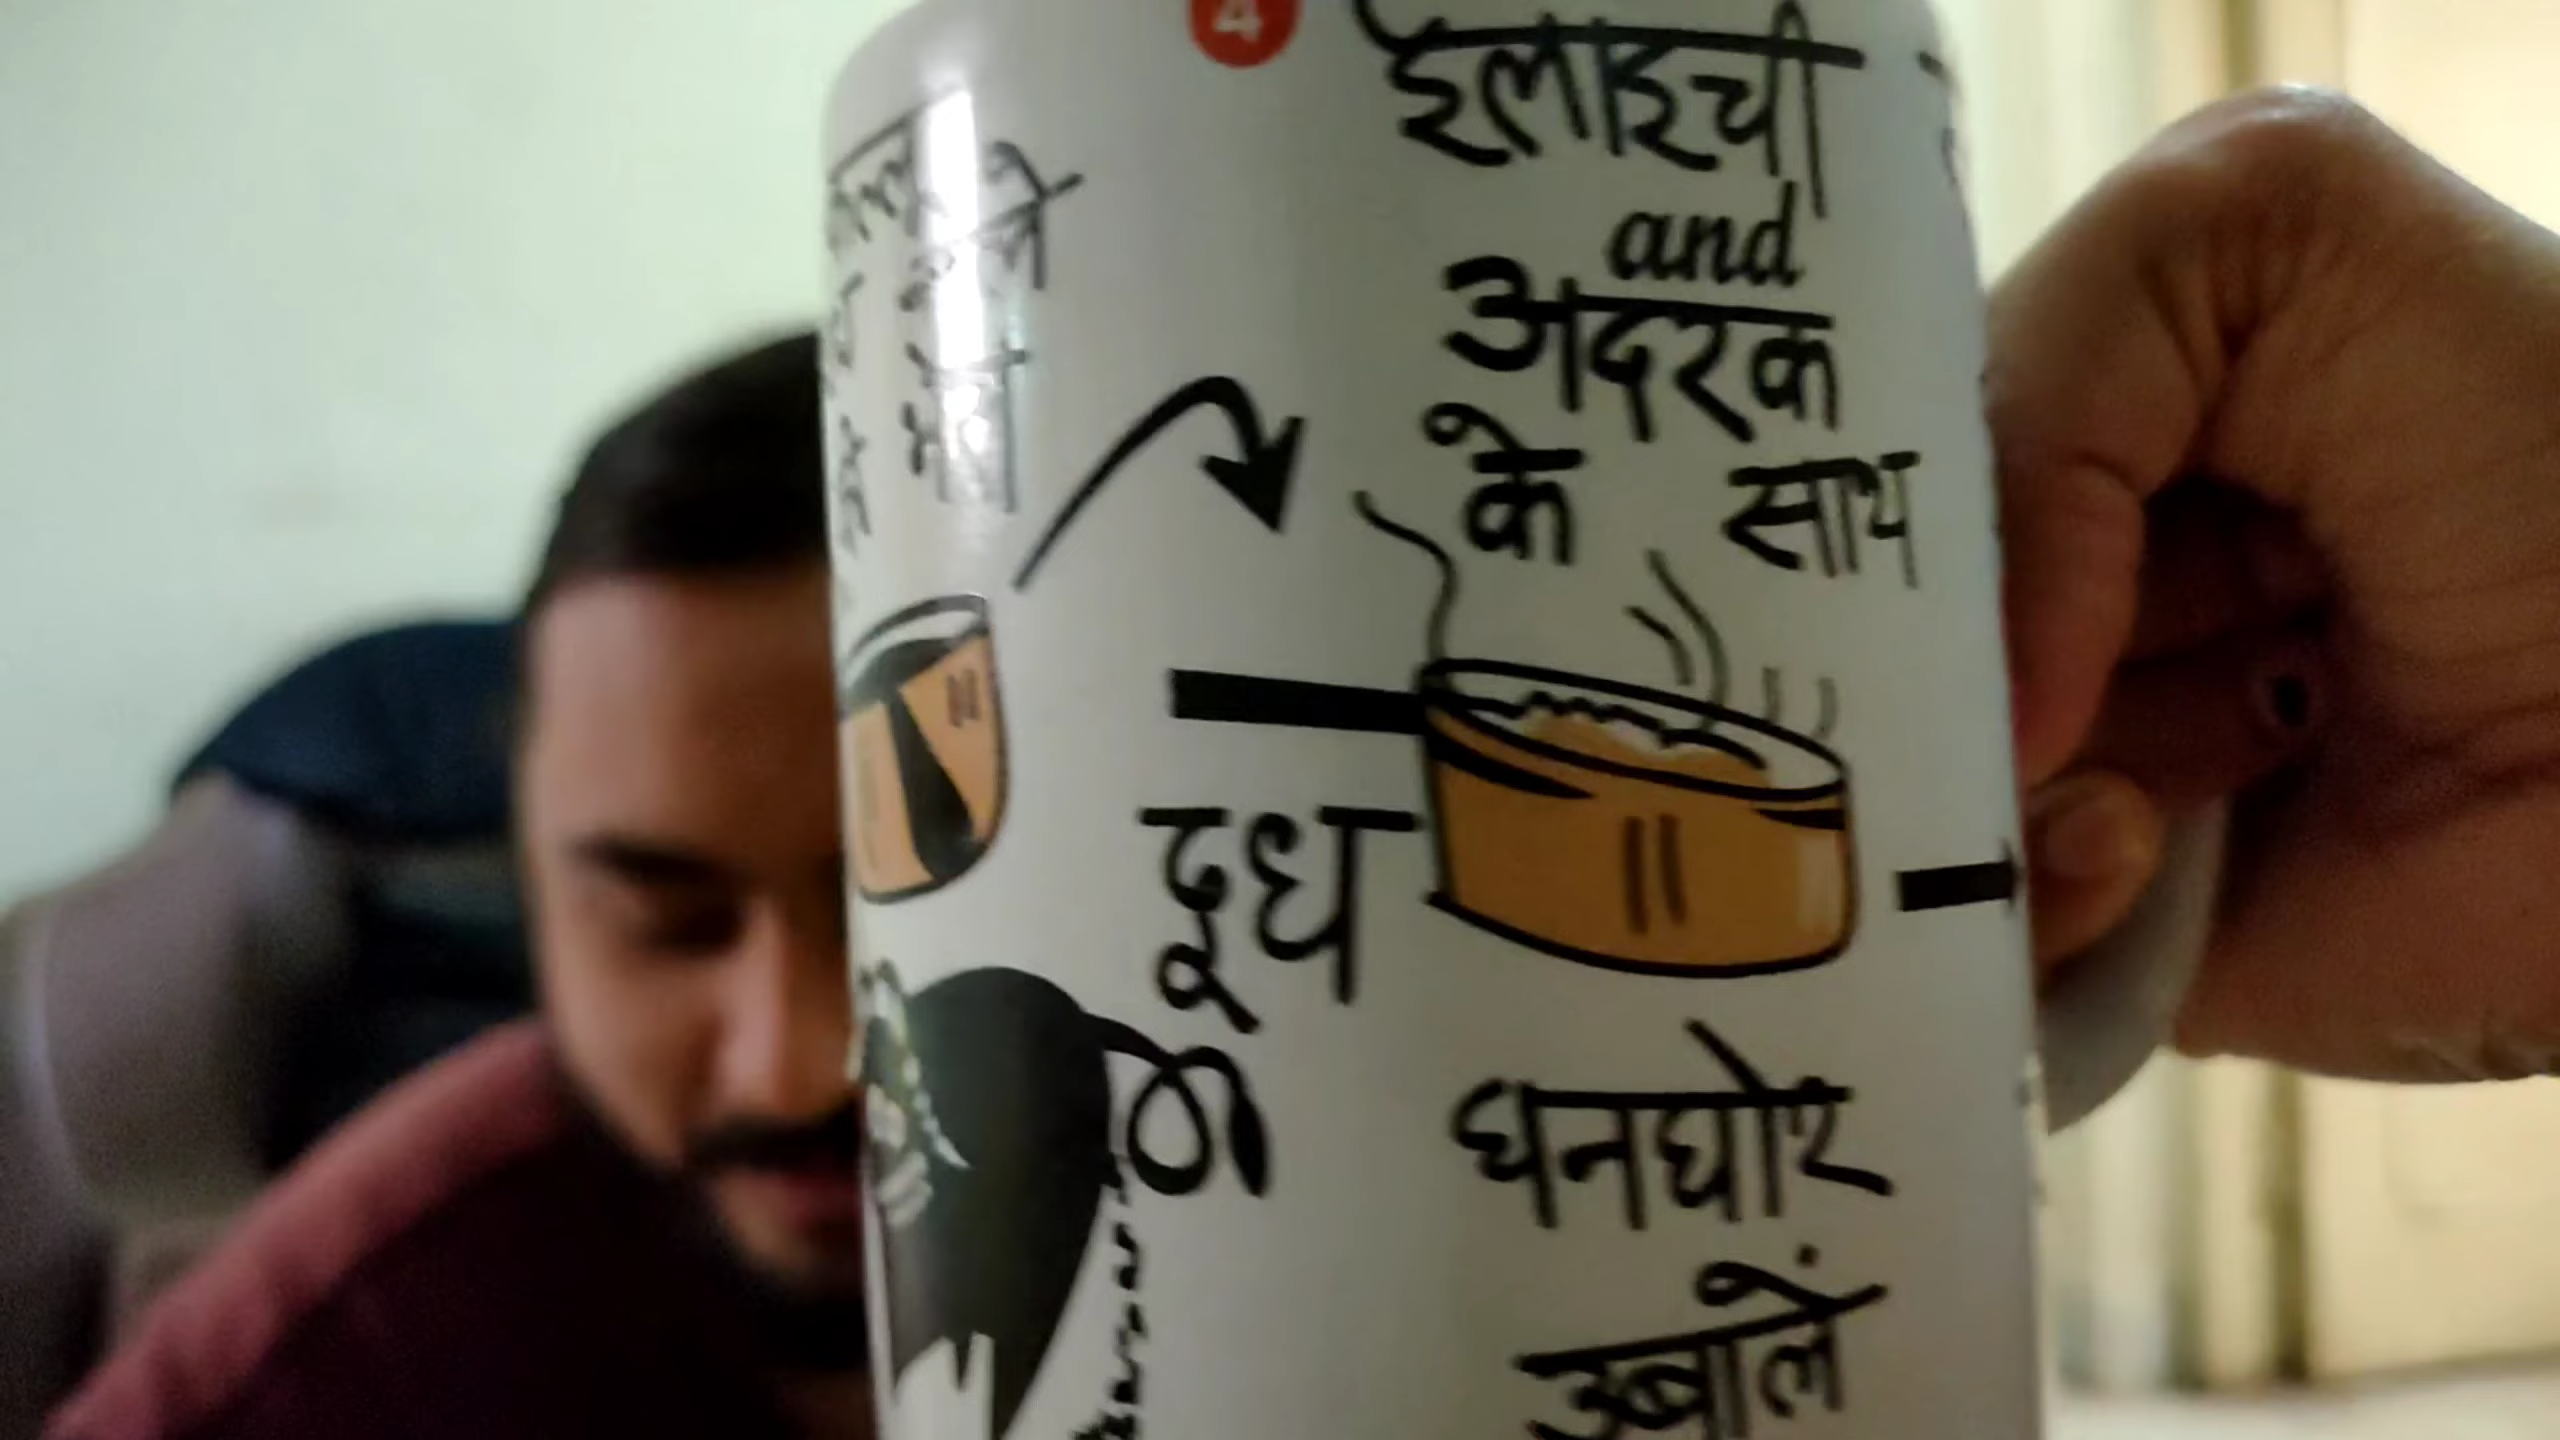 4
इलाइची
and
अदरक
के साथ
दूध
घनघोर
उब्बालें